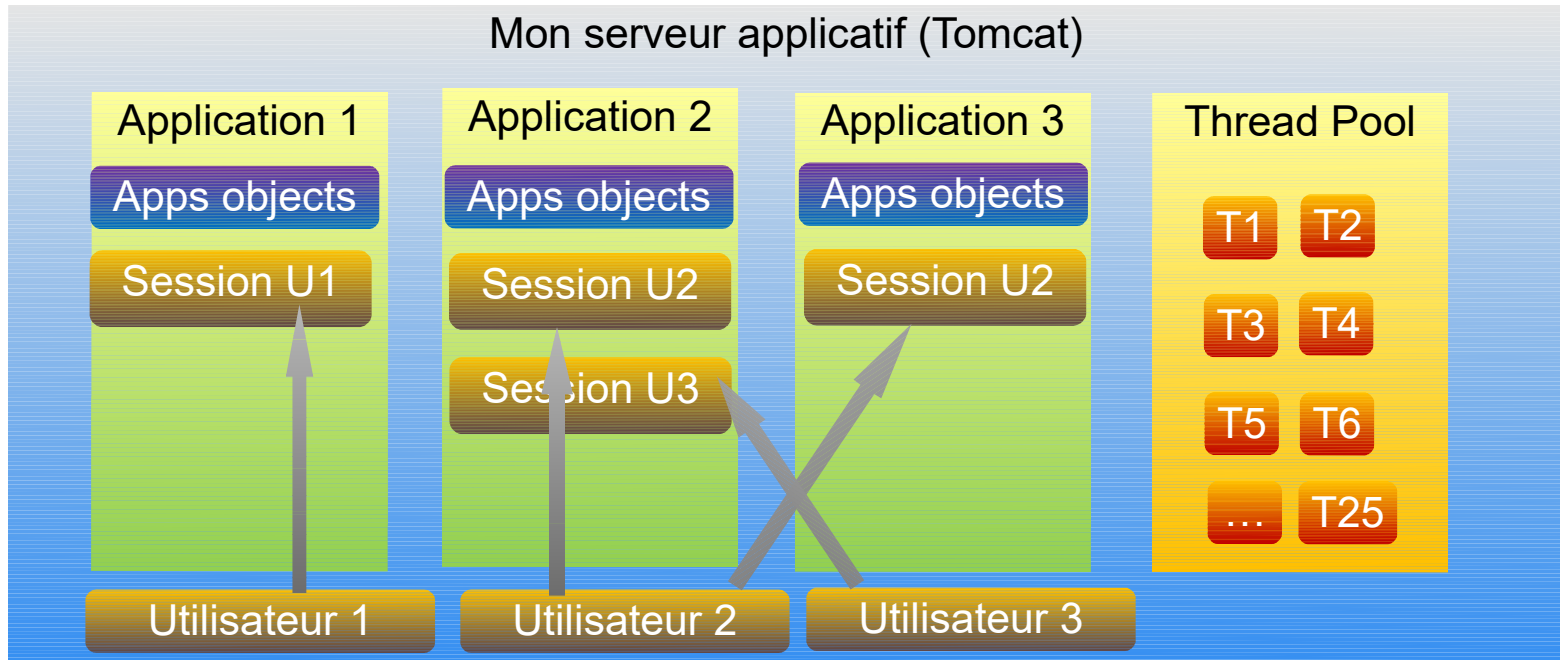 Mon serveur applicatif (Tomcat)
Application 1
Apps objects
Session U1
Application 2
Apps objects
Session U2
Session U3
Application 3
Apps objects
Session U2
Thread Pool
T1 T2
T3 T4
T5 T6
... T25
Utilisateur 1
Utilisateur 2
Utilisateur 3